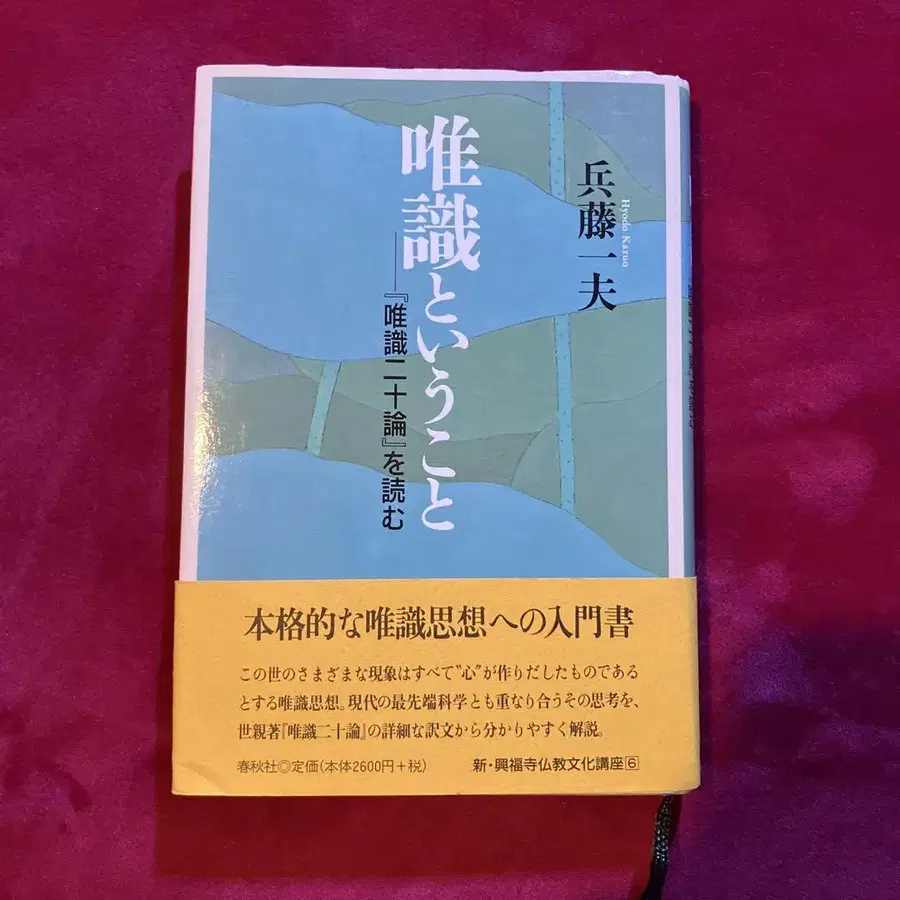 兵藤一夫
Hyodo Kazuo
唯識ということ
──『唯識二十論』を読む
本格的な唯識思想への入門書
この世のさまざまな現象はすべて“心”が作りだしたものである
とする唯識思想。現代の最先端科学とも重なり合うその思考を、
世親著『唯識二十論』の詳細な訳文から分かりやすく解説。
春秋社◎定価(本体2600円+税)
新・興福寺仏教文化講座6